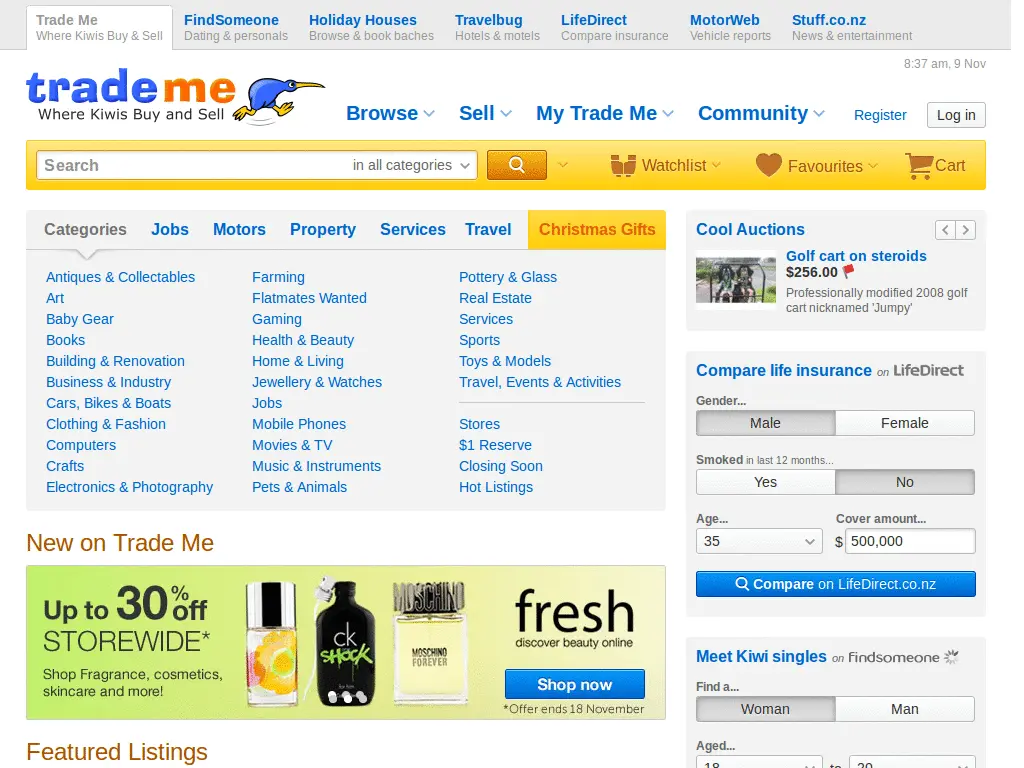 Trade Me
Where Kiwis Buy & Sell
FindSomeone
Dating & personals
Holiday Houses
Browse & book baches
Travelbug
Hotels & motels
LifeDirect
Compare insurance
MotorWeb
Vehicle reports
Stuff.co.nz
News & entertainment
8:37 am, 9 Nov
trade me
Where Kiwis Buy and Sell
Browse
Sell
My Trade Me
Community
Register
Log in
Search
in all categories
Watchlist
Favourites
Cart
Categories
Jobs
Motors
Property
Services
Travel
Christmas Gifts
Antiques & Collectables
Art
Baby Gear
Books
Building & Renovation
Business & Industry
Cars, Bikes & Boats
Clothing & Fashion
Computers
Crafts
Electronics & Photography
Farming
Flatmates Wanted
Gaming
Health & Beauty
Home & Living
Jewellery & Watches
Jobs
Mobile Phones
Movies & TV
Music & Instruments
Pets & Animals
Pottery & Glass
Real Estate
Services
Sports
Toys & Models
Travel, Events & Activities
Stores
$1 Reserve
Closing Soon
Hot Listings
New on Trade Me
Up to 30% off
STOREWIDE*
Shop Fragrance, cosmetics,
skincare and more!
ck
SHOCK
MOSCHINO
MOSCHINO
FOREVER
fresh
discover beauty online
Shop now
*Offer ends 18 November
Featured Listings
Cool Auctions
Golf cart on steroids
$256.00
Professionally modified 2008 golf
cart nicknamed 'Jumpy'
Compare life insurance on LifeDirect
Gender...
Male
Female
Smoked in last 12 months...
Yes
No
Age...
Cover amount...
35
$ 500,000
Compare on LifeDirect.co.nz
Meet Kiwi singles on findsomeone
Find a...
Woman
Man
Aged...
18 to 20